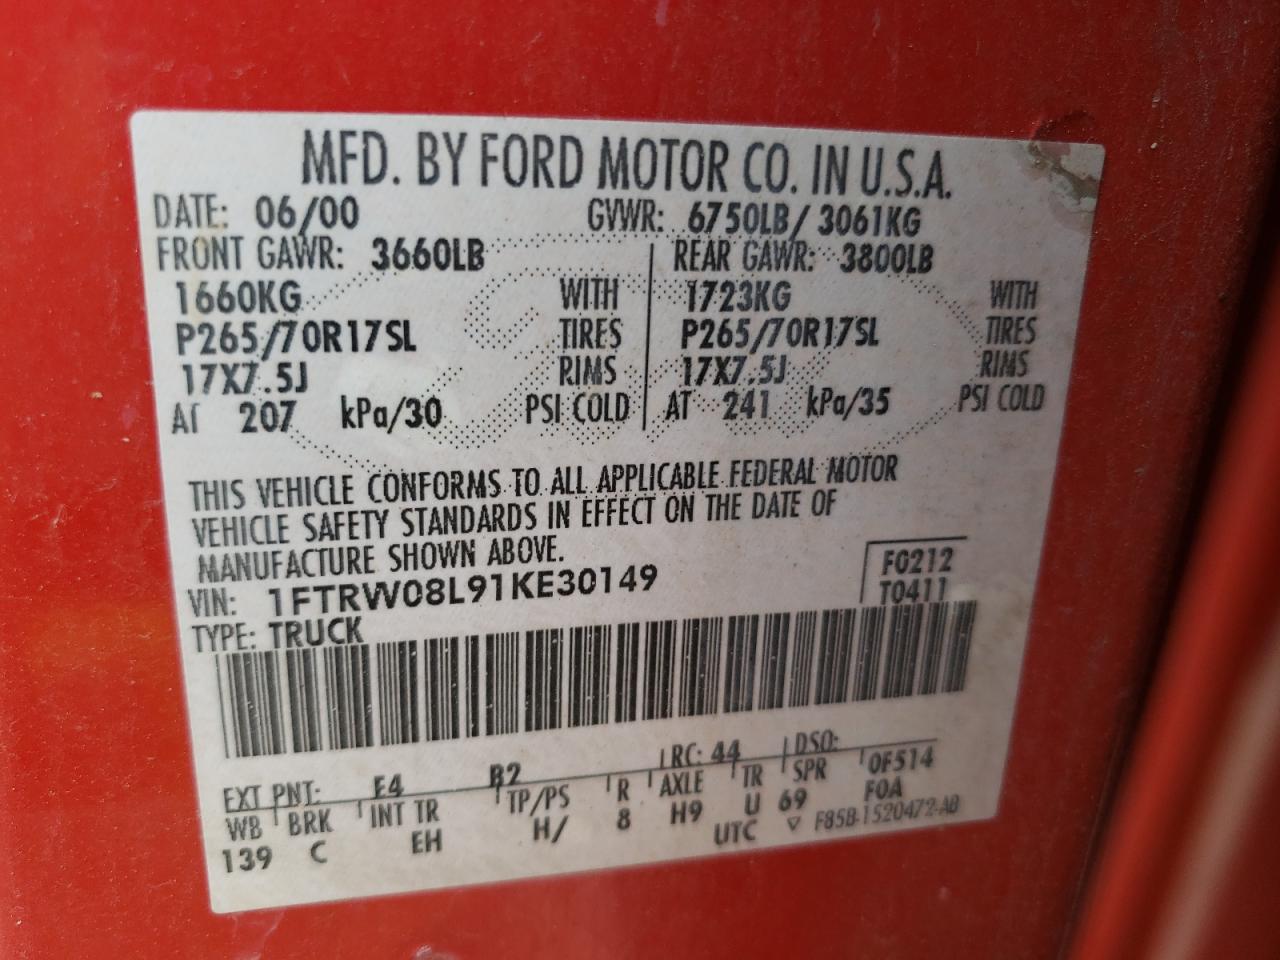 MFD. BY FORD MOTOR CO. IN U.S.A.
DATE: 06/00 GVWR: 6750LB/ 3061KG
FRONT GAWR: 3660LB REAR GAWR: 3800LB
1660KG WITH 1723KG WITH
P265/70R17SL TIRES P265/70R17SL TIRES
17X7.5J RIMS 17X7.5J RIMS
AT 207 kPa/30 PSI COLD AT 241 kPa/35 PSI COLD
THIS VEHICLE CONFORMS TO ALL APPLICABLE FEDERAL MOTOR
VEHICLE SAFETY STANDARDS IN EFFECT ON THE DATE OF
MANUFACTURE SHOWN ABOVE.
VIN: 1FTRW08L91KE30149 F0212
TYPE: TRUCK T0411
EXT PNT: E4 B2 RC: 44 DSO:
WB BRK INT TR TP/PS R AXLE TR SPR OF514
139 C EH H/ 8 H9 U 69 FOA
UTC ▽ F85B-1520472-AB